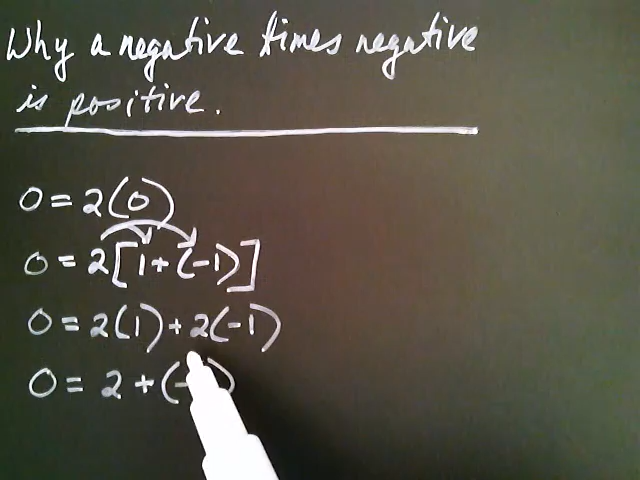 Why a negative times negative
is positive.
0 = 2(0)
0 = 2[1+(-1)]
0 = 2(1)+2(-1)
0 = 2+(-